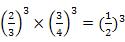 (2/3)³ × (3/4)³ = (1/2)³